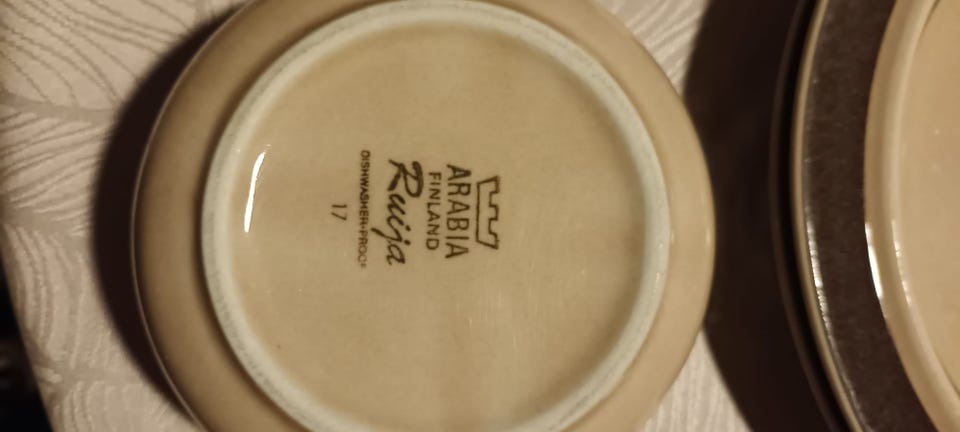 ARABIA
FINLAND
Ruija
DISHWASHER-PROOF
17